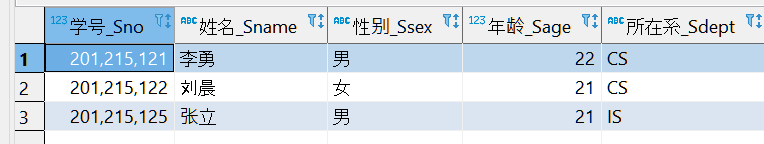 123 学号_Sno ABC 姓名_Sname ABC 性别_Ssex 123 年龄_Sage ABC 所在系_Sdept
1 201,215,121 李勇 男 22 CS
2 201,215,122 刘晨 女 21 CS
3 201,215,125 张立 男 21 IS